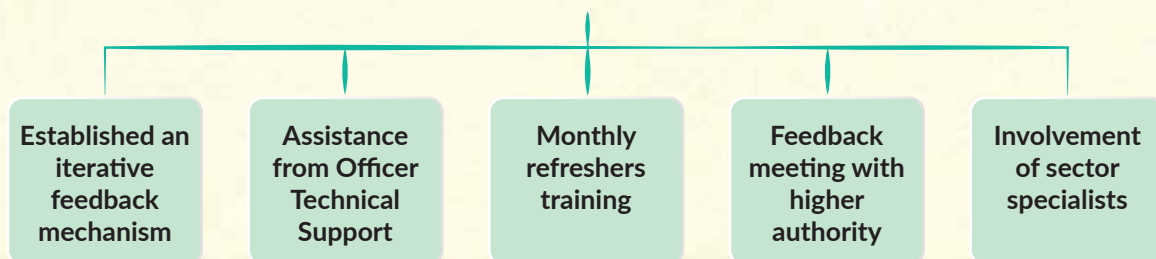 Established an
iterative
feedback
mechanism
Assistance
from Officer
Technical
Support
Monthly
refreshers
training
Feedback
meeting with
higher
authority
Involvement
of sector
specialists